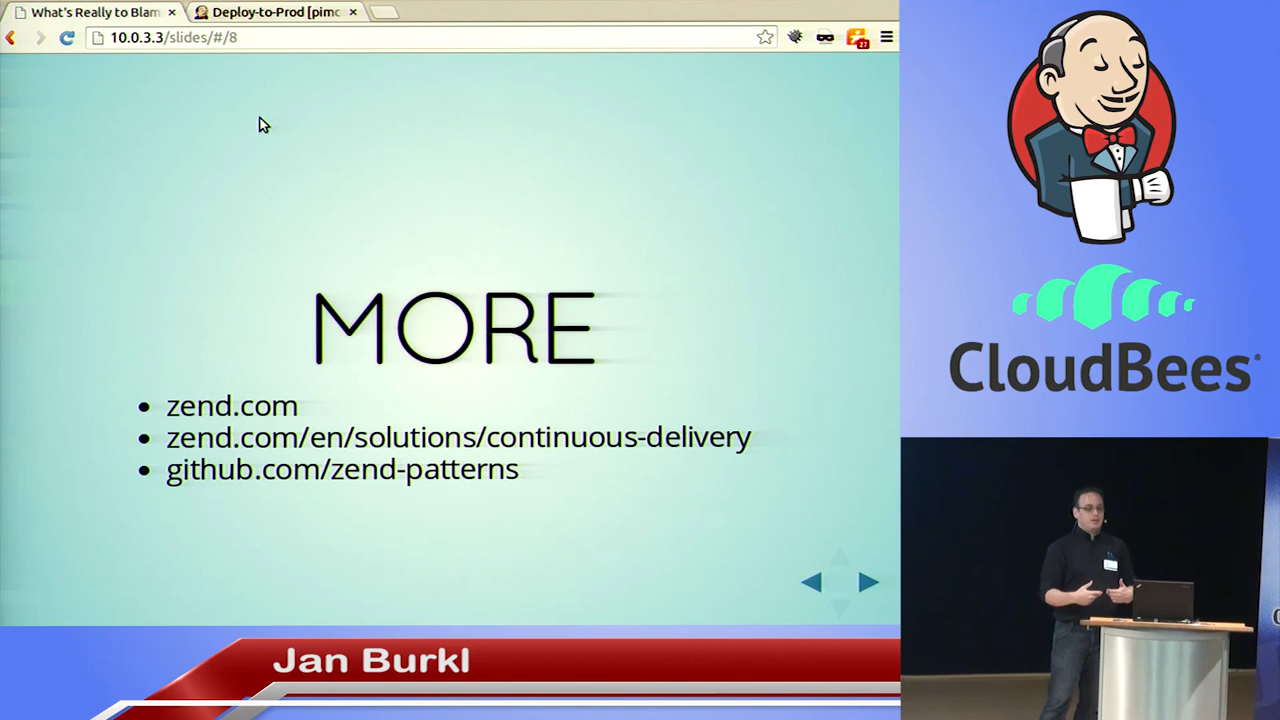 What's Really to Blam
Deploy-to-Prod [pimc
10.0.3.3/slides/#/8
27
MORE
zend.com
zend.com/en/solutions/continuous-delivery
github.com/zend-patterns
CloudBees
Jan Burkl